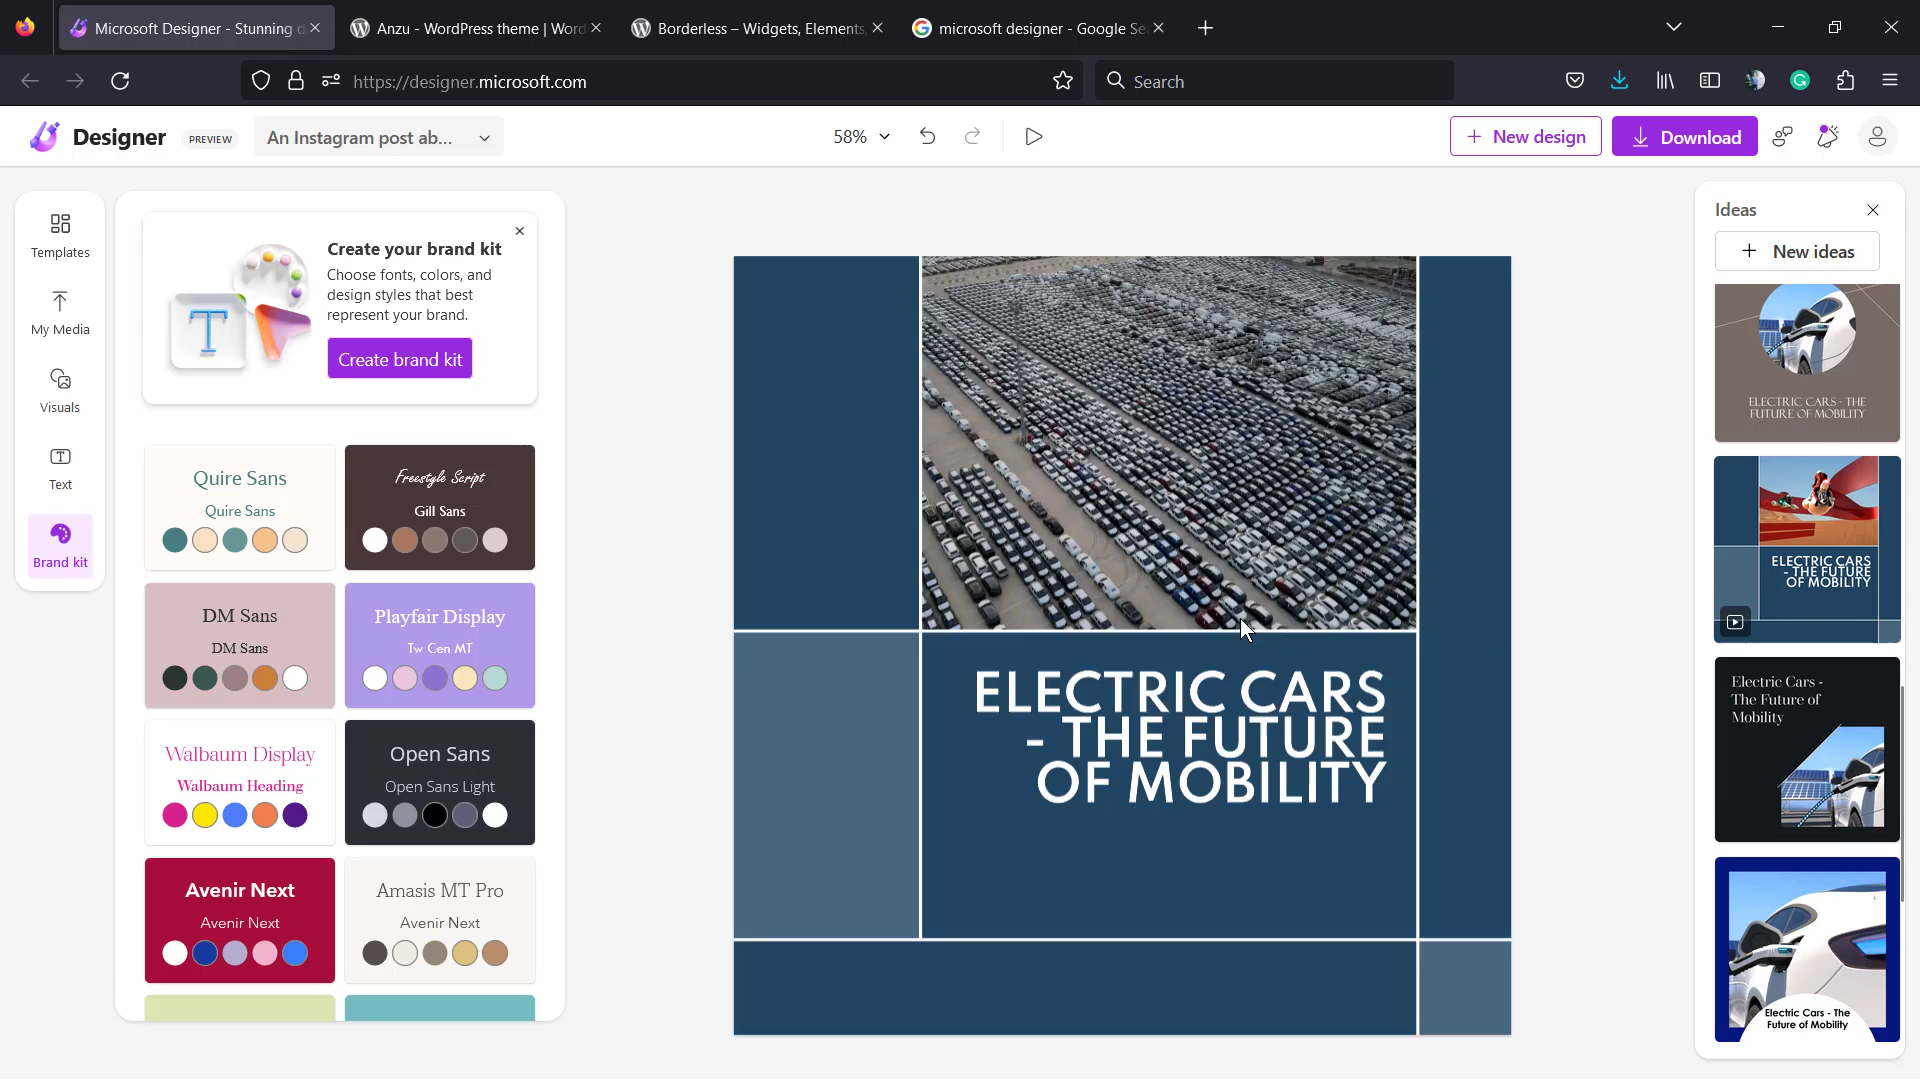 Microsoft Designer - Stunning d
Anzu - WordPress theme | Word
Borderless – Widgets, Elements,
microsoft designer - Google Se
https://designer.microsoft.com
Search
Designer
PREVIEW
An Instagram post ab...
58%
New design
Download
Templates
My Media
Visuals
Text
Brand kit
Create your brand kit
Choose fonts, colors, and
design styles that best
represent your brand.
Create brand kit
T
Quire Sans
Quire Sans
Freestyle Script
Gill Sans
DM Sans
DM Sans
Playfair Display
Tw Cen MT
Walbaum Display
Walbaum Heading
Open Sans
Open Sans Light
Avenir Next
Avenir Next
Amasis MT Pro
Avenir Next
ELECTRIC CARS
- THE FUTURE
OF MOBILITY
Ideas
New ideas
ELECTRIC CARS - THE
FUTURE OF MOBILITY
ELECTRIC CARS
- THE FUTURE
OF MOBILITY
Electric Cars -
The Future of
Mobility
Electric Cars - The
Future of Mobility